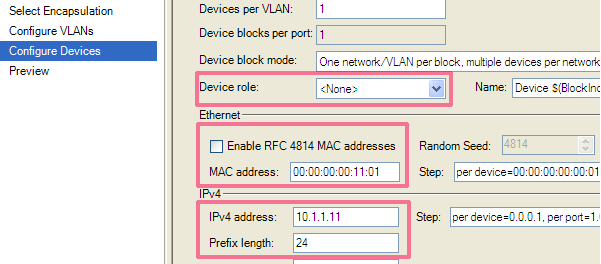 Select Encapsulation
Configure VLANs
Configure Devices
Preview
Devices per VLAN: 1
Device blocks per port: 1
Device block mode: One network/VLAN per block, multiple devices per network
Device role: <None> Name: Device $(BlockInd
Ethernet
Enable RFC 4814 MAC addresses Random Seed: 4814
MAC address: 00:00:00:00:11:01 Step: per device=00:00:00:00:00:01
IPv4
IPv4 address: 10.1.1.11 Step: per device=0.0.0.1, per port=1.
Prefix length: 24